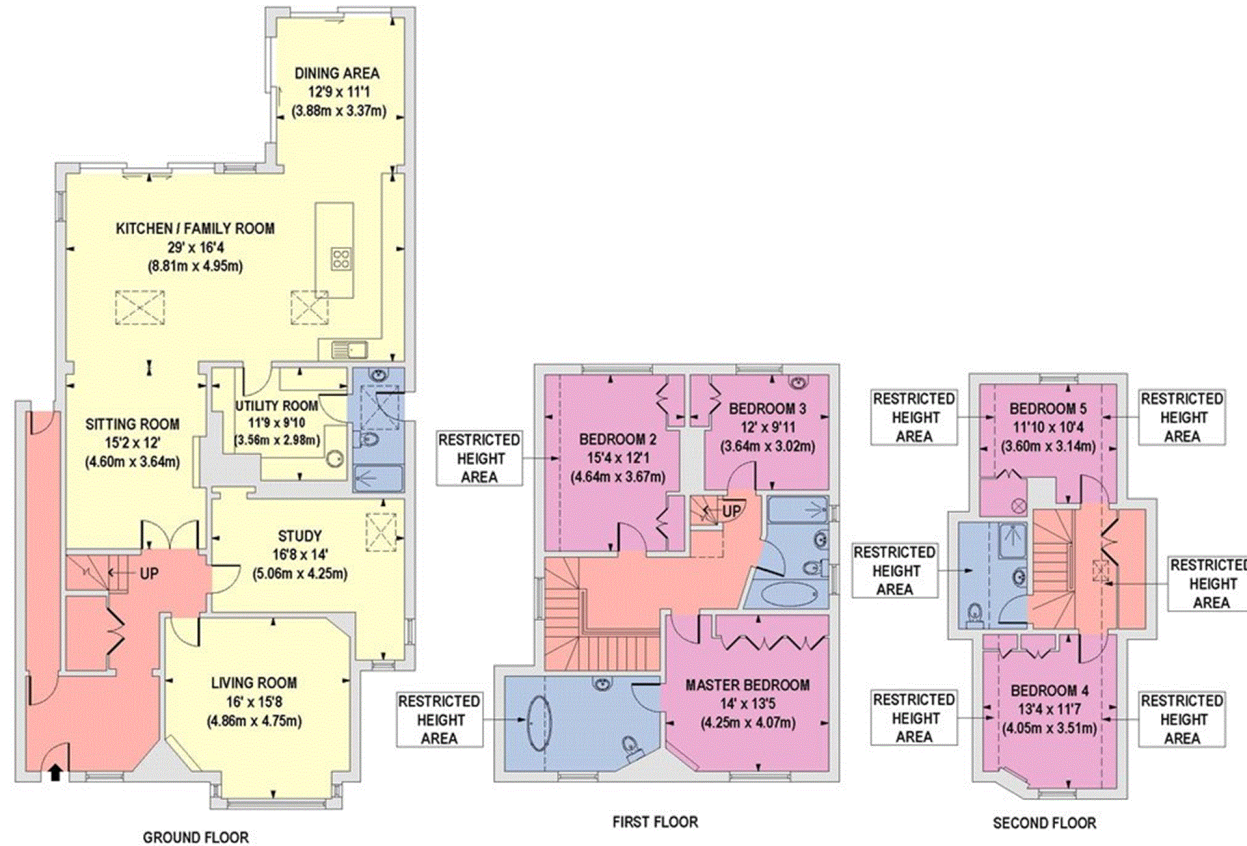 DINING AREA
12'9 x 11'1
(3.88m x 3.37m)
KITCHEN / FAMILY ROOM
29' x 16'4
(8.81m x 4.95m)
SITTING ROOM
15'2 x 12'
(4.60m x 3.64m)
UTILITY ROOM
11'9 x 9'10
(3.56m x 2.98m)
STUDY
16'8 x 14'
(5.06m x 4.25m)
UP
LIVING ROOM
16' x 15'8
(4.86m x 4.75m)
GROUND FLOOR
RESTRICTED
HEIGHT
AREA
BEDROOM 2
15'4 x 12'1
(4.64m x 3.67m)
BEDROOM 3
12' x 9'11
(3.64m x 3.02m)
UP
RESTRICTED
HEIGHT
AREA
MASTER BEDROOM
14' x 13'5
(4.25m x 4.07m)
FIRST FLOOR
RESTRICTED
HEIGHT
AREA
BEDROOM 5
11'10 x 10'4
(3.60m x 3.14m)
RESTRICTED
HEIGHT
AREA
RESTRICTED
HEIGHT
AREA
RESTRICTED
HEIGHT
AREA
RESTRICTED
HEIGHT
AREA
BEDROOM 4
13'4 x 11'7
(4.05m x 3.51m)
RESTRICTED
HEIGHT
AREA
SECOND FLOOR